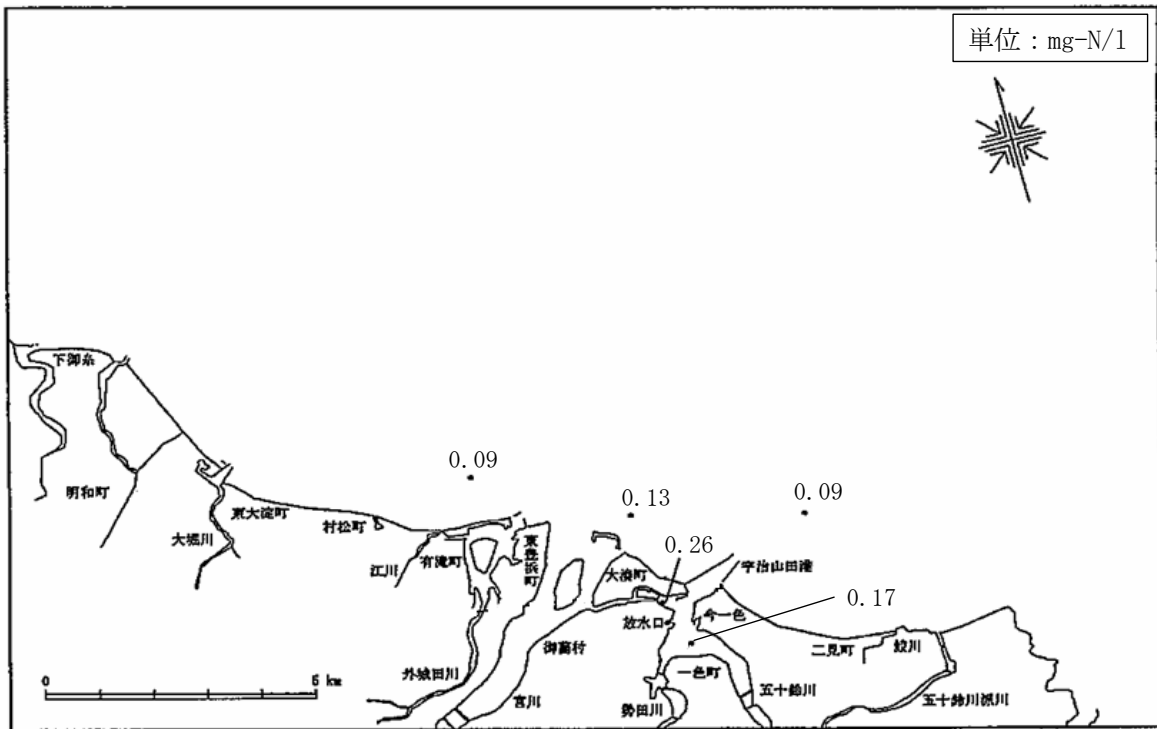 単位：mg-N/l
下御糸
0.09
0.13
0.09
明和町
東大淀町
村松町
大堀川
江川
有滝町
東豊浜町
大湊町
0.26
宇治山田港
0.17
放水口
今一色
御薗村
二見町
鮫川
外城田川
宮川
一色町
勢田川
五十鈴川
五十鈴川派川
0
6 km